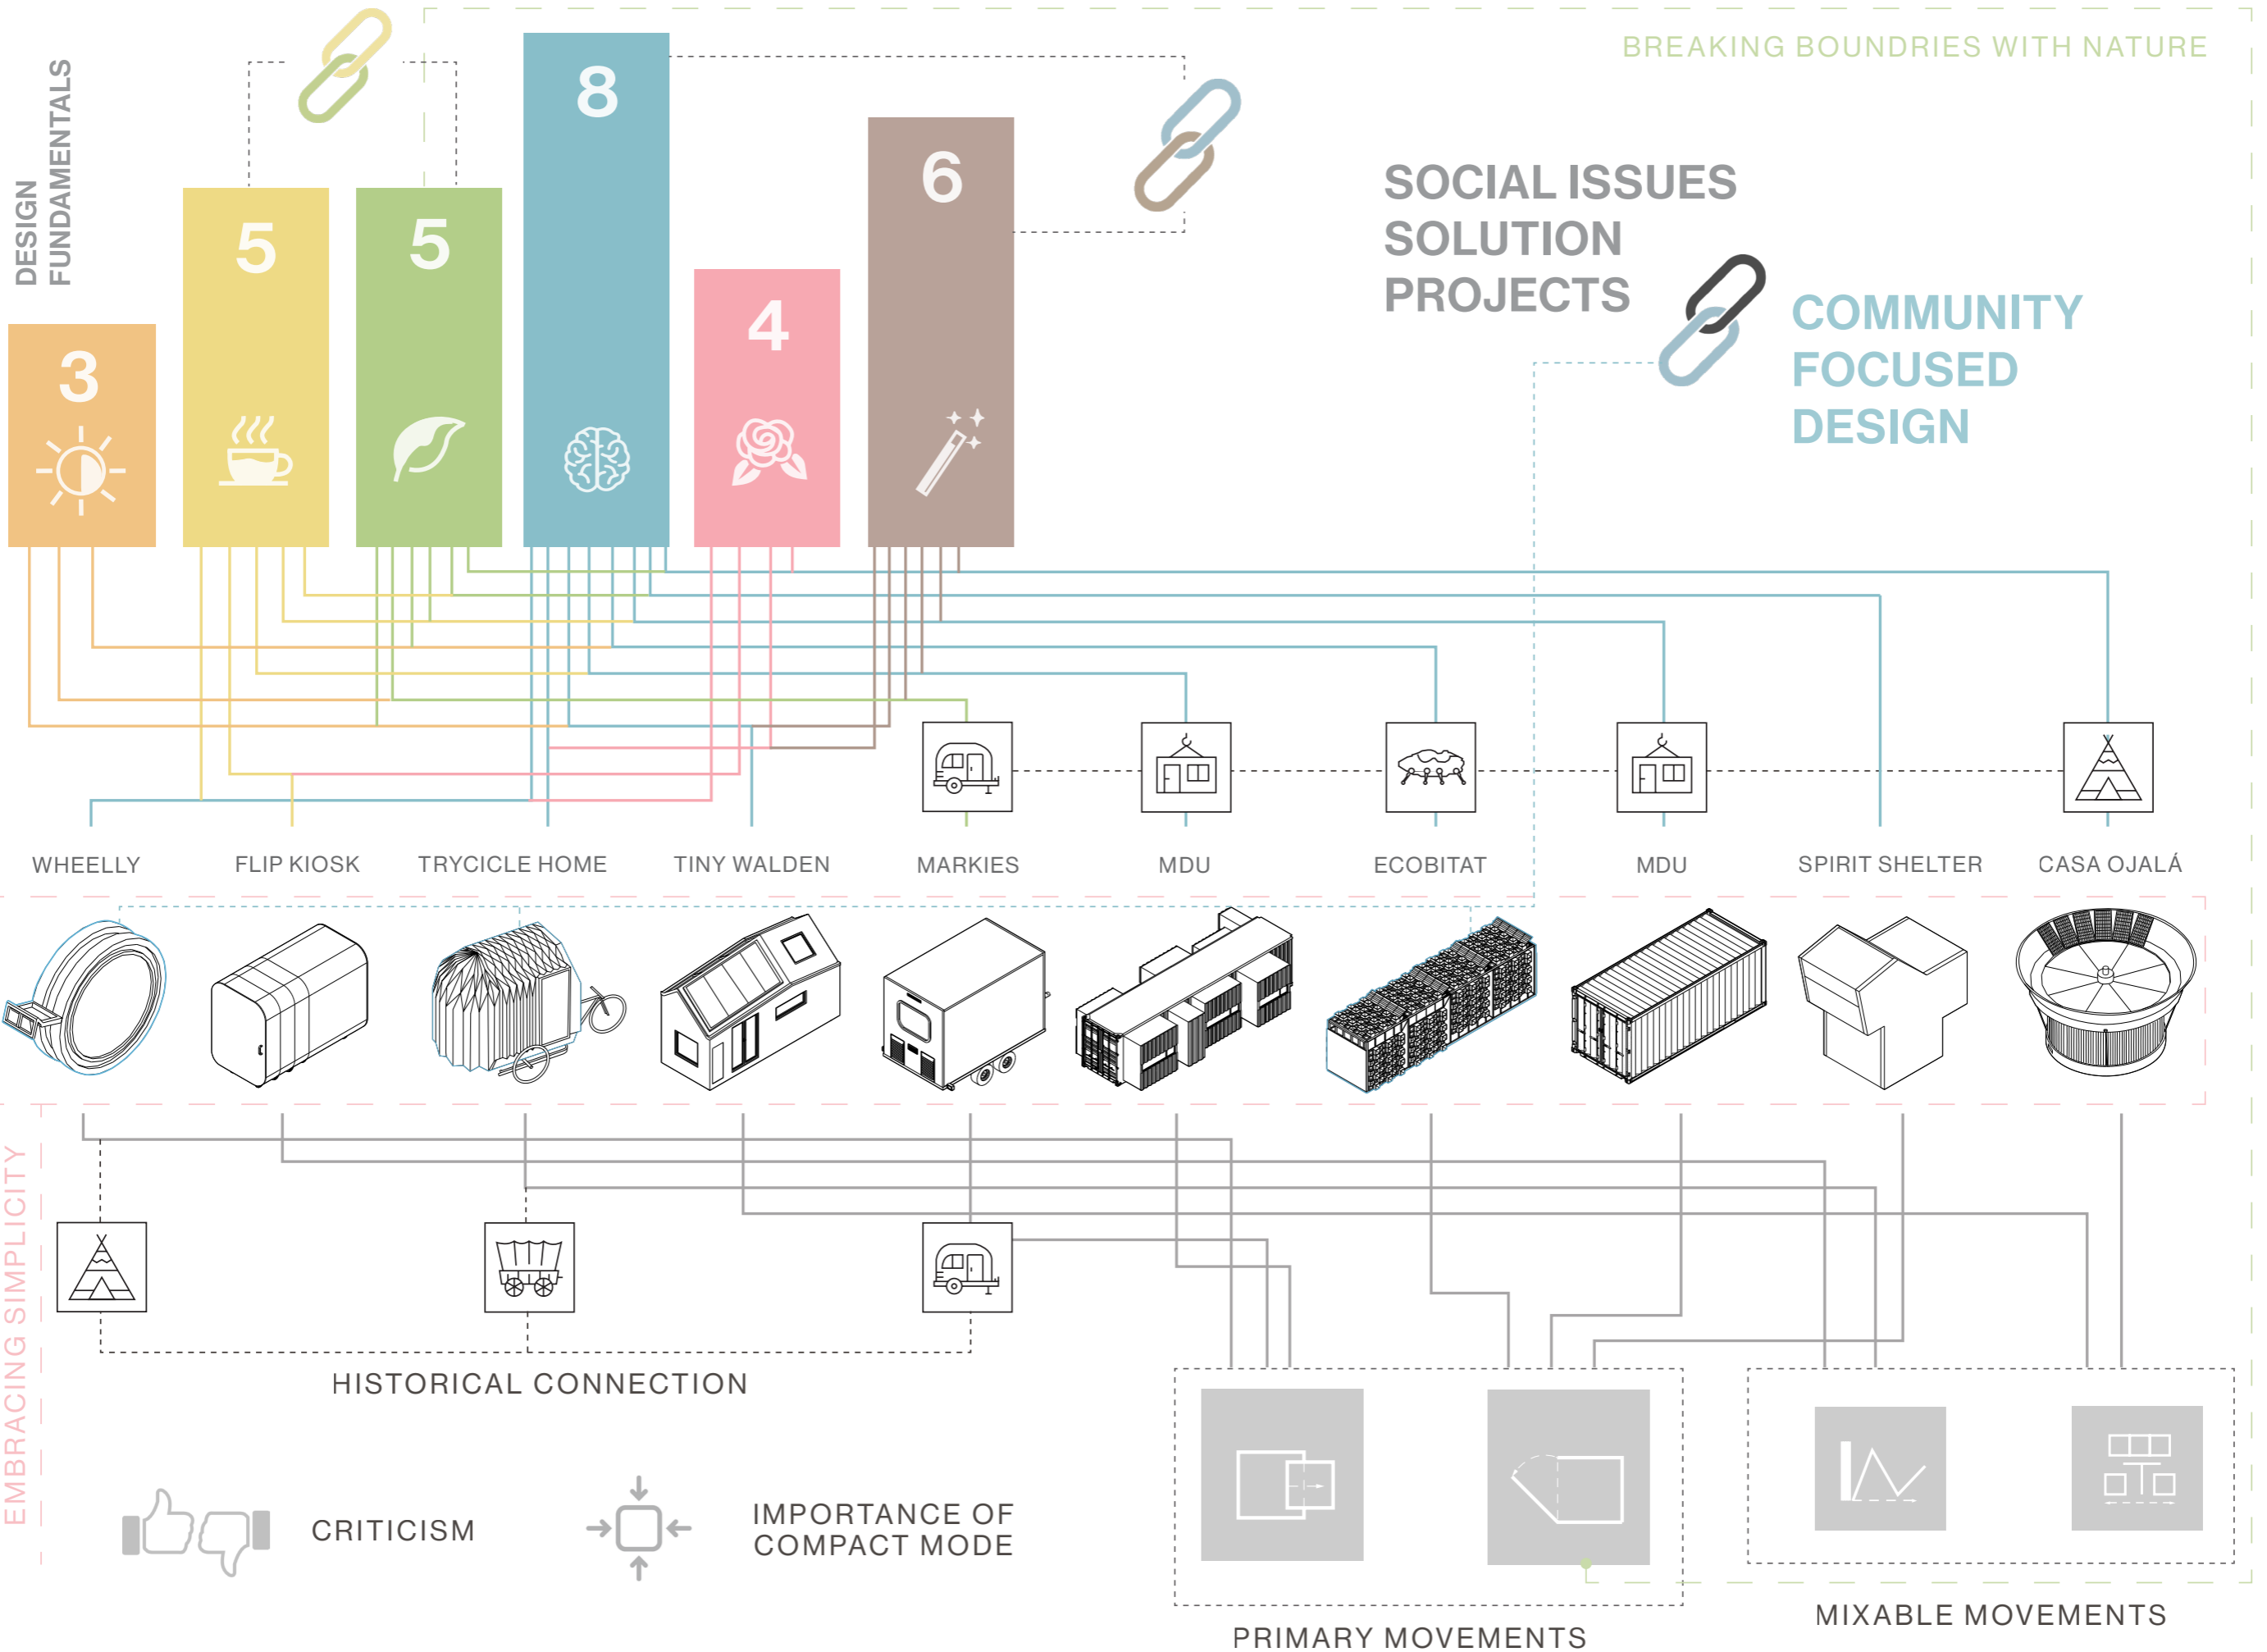 DESIGN
FUNDAMENTALS
BREAKING BOUNDRIES WITH NATURE
3
5
5
8
4
6
SOCIAL ISSUES
SOLUTION
PROJECTS
COMMUNITY
FOCUSED
DESIGN
WHEELLY
FLIP KIOSK
TRYCICLE HOME
TINY WALDEN
MARKIES
MDU
ECOBITAT
MDU
SPIRIT SHELTER
CASA OJALÁ
EMBRACING SIMPLICITY
HISTORICAL CONNECTION
CRITICISM
IMPORTANCE OF
COMPACT MODE
PRIMARY MOVEMENTS
MIXABLE MOVEMENTS